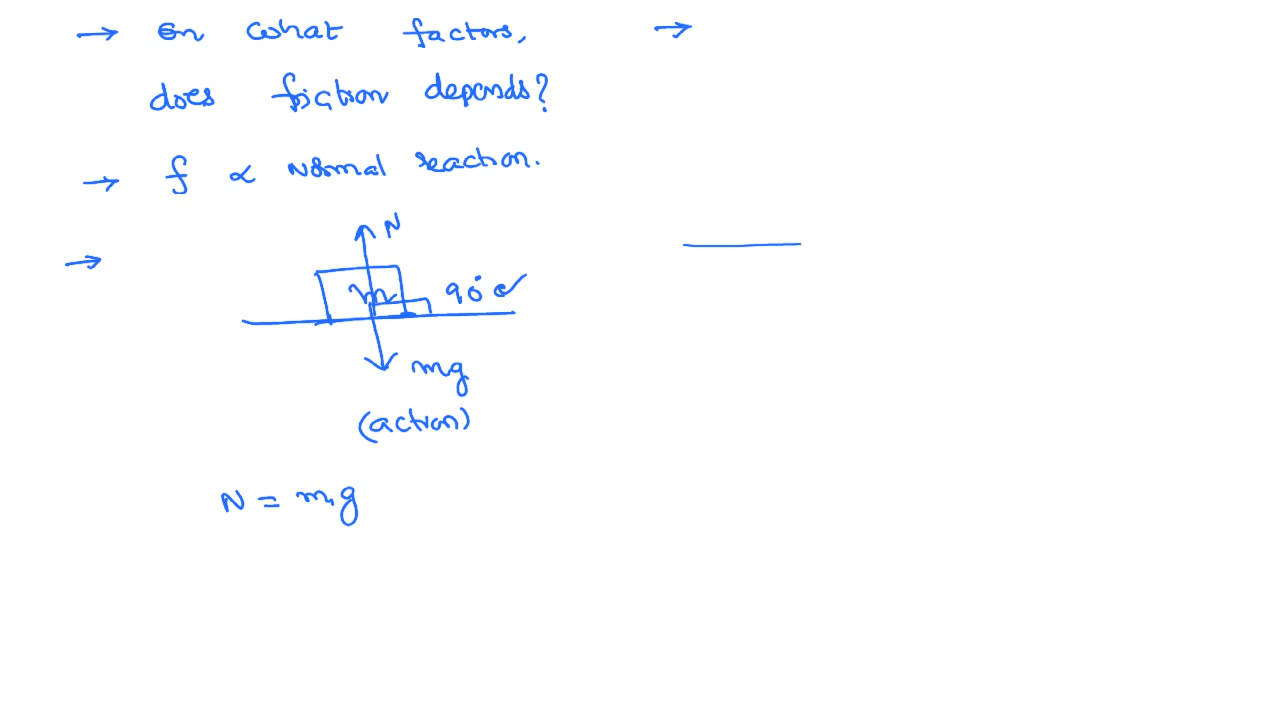 → On what factors,
does friction depends?
→ f ∝ Normal reaction.
→
N
m 90°
mg
(action)
N = mg
→